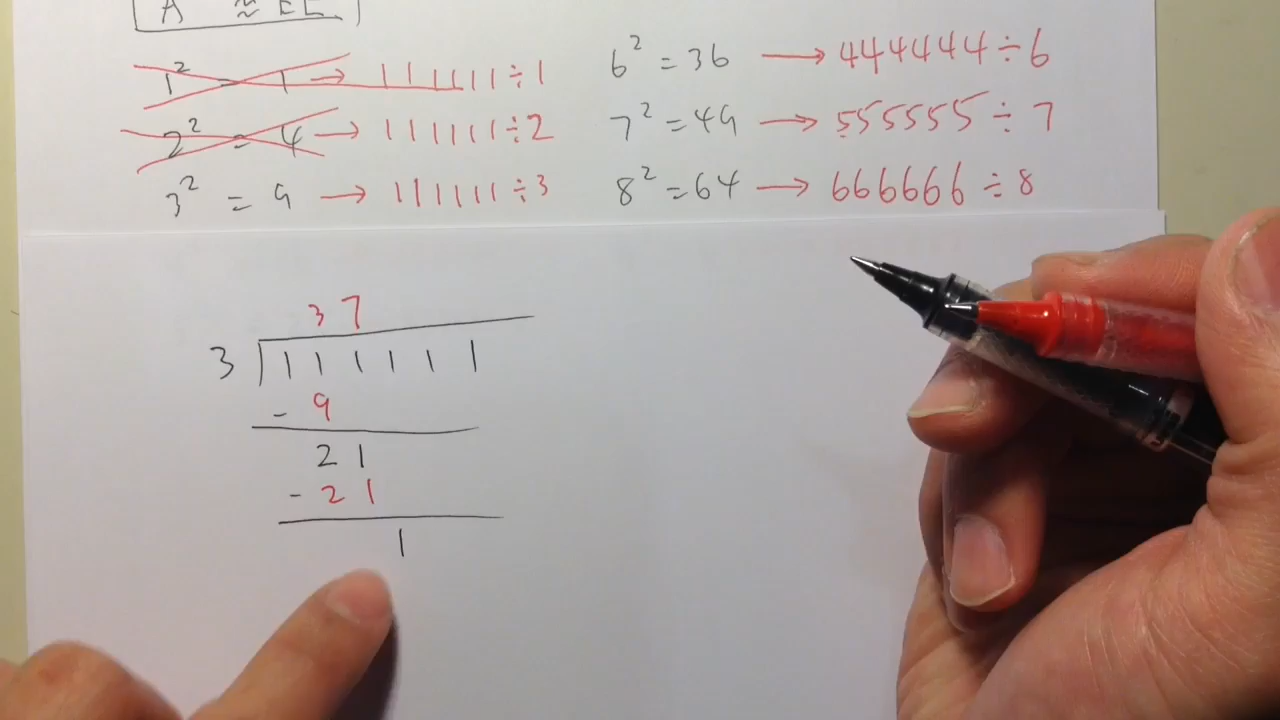 A ≈≈ EE
1² = 1 → 111111÷1
2² = 4 → 111111÷2
3² = 9 → 111111÷3
6² = 36 → 444444÷6
7² = 49 → 555555÷7
8² = 64 → 666666÷8
37
3 111111
- 9
21
- 21
1